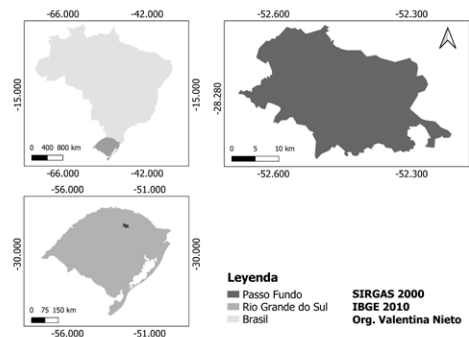 -66.000 -42.000
-15.000 -15.000
0 400 800 km
-66.000 -42.000
-52.600 -52.300
-28.280 -28.280
0 5 10 km
-52.600 -52.300
-56.000 -51.000
-30.000 -30.000
0 75 150 km
-56.000 -51.000
Leyenda
Passo Fundo SIRGAS 2000
Rio Grande do Sul IBGE 2010
Brasil Org. Valentina Nieto